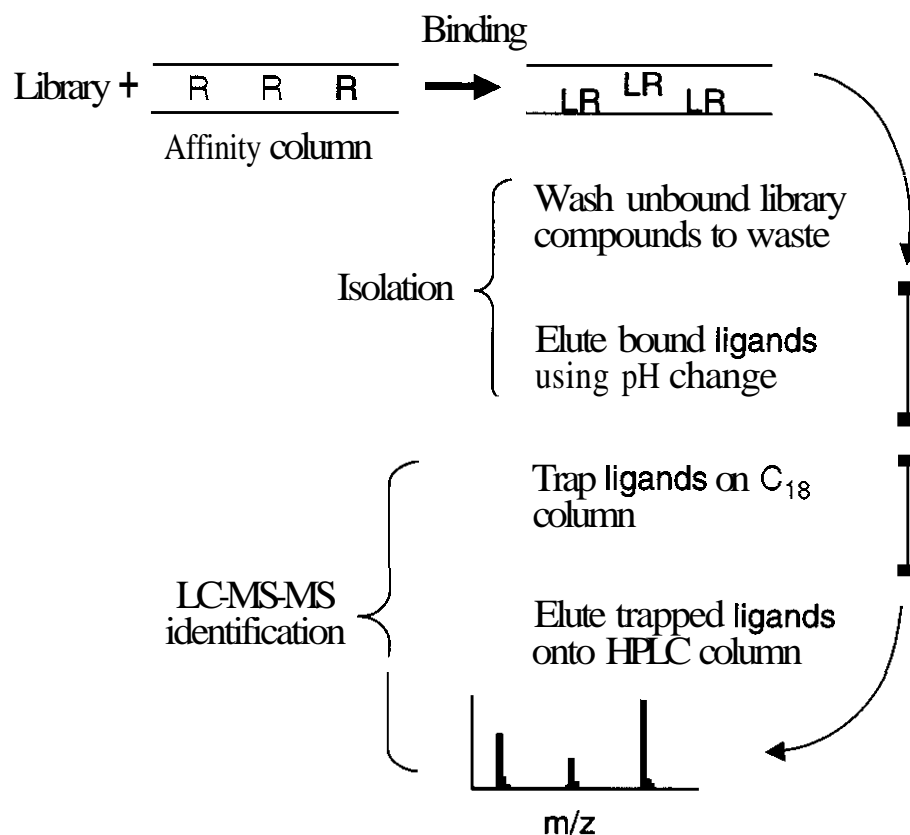 Binding
Library + R R R
LR LR LR
Affinity column
Wash unbound library
compounds to waste
Isolation
Elute bound ligands
using pH change
Trap ligands on C₁₈
column
LC-MS-MS
identification
Elute trapped ligands
onto HPLC column
m/z